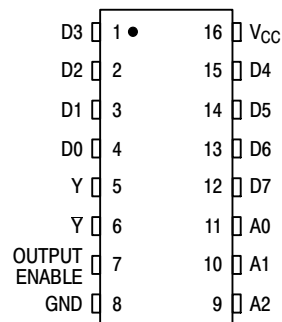 D3 1 16 VCC
D2 2 15 D4
D1 3 14 D5
D0 4 13 D6
Y 5 12 D7
Y̅ 6 11 A0
OUTPUT
ENABLE 7 10 A1
GND 8 9 A2